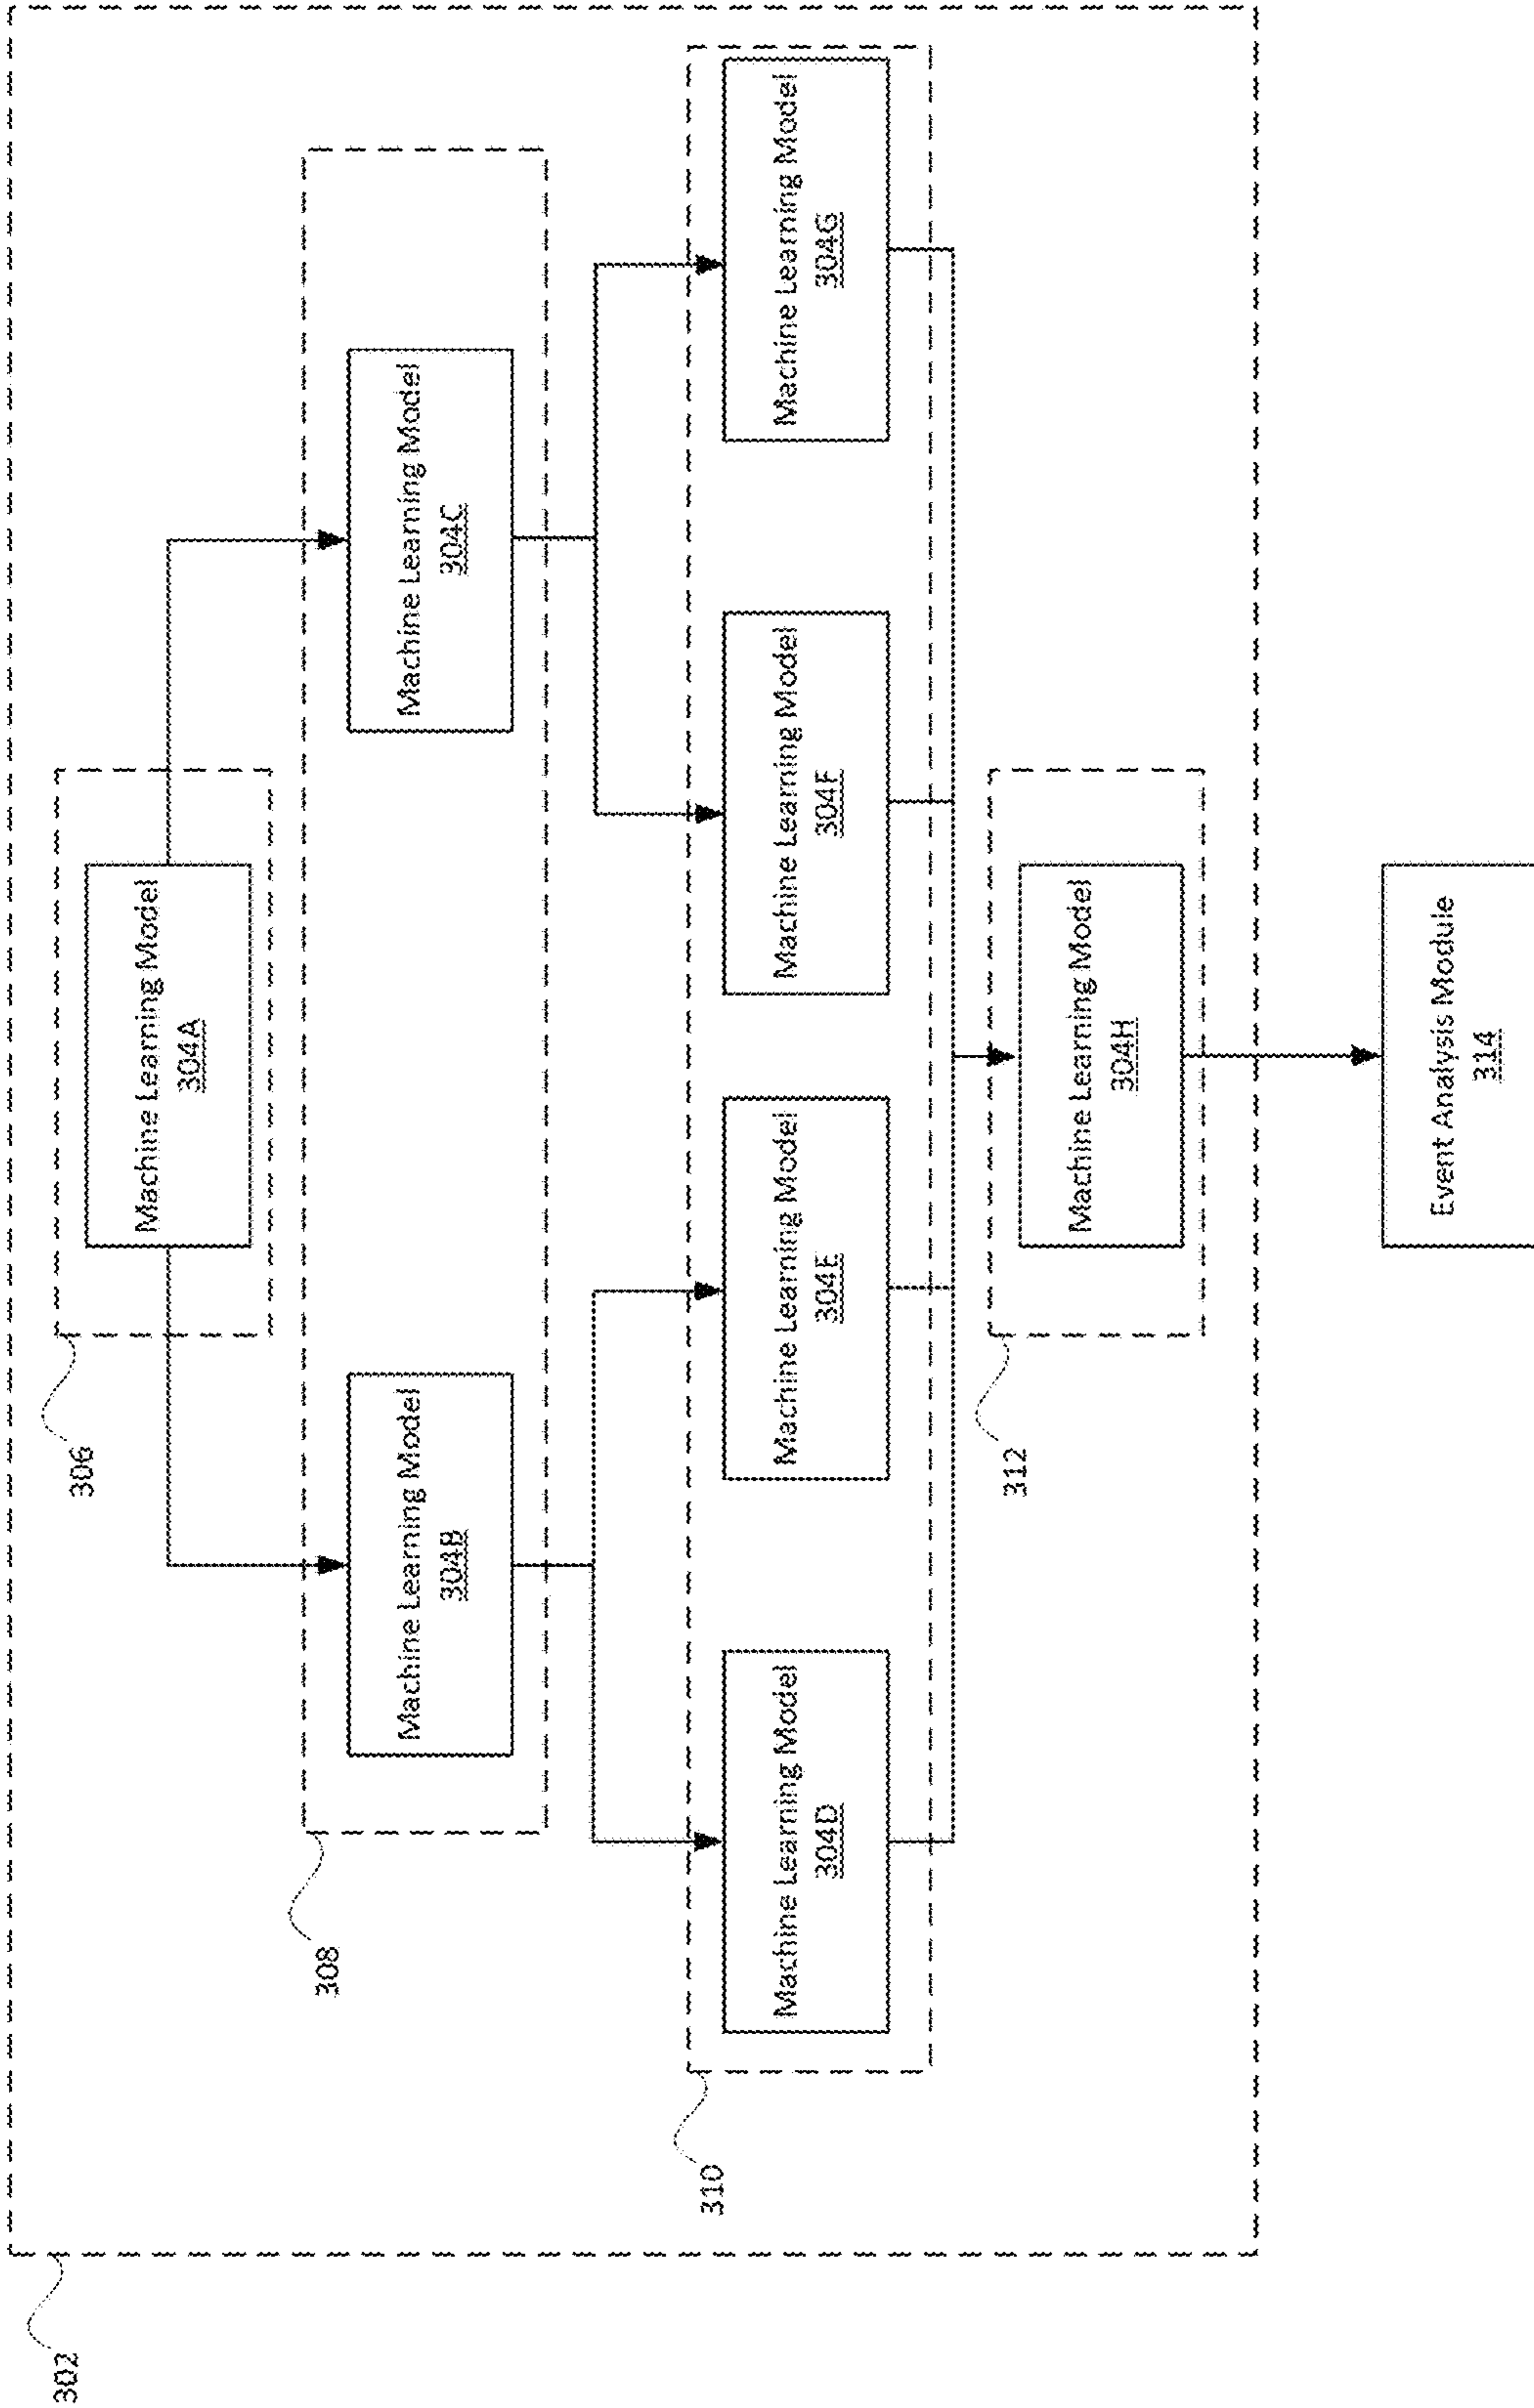 302
306
Machine Learning Model
304A
308
Machine Learning Model
304B
Machine Learning Model
304C
310
Machine Learning Model
304D
Machine Learning Model
304E
Machine Learning Model
304F
Machine Learning Model
304G
312
Machine Learning Model
304H
Event Analysis Module
314